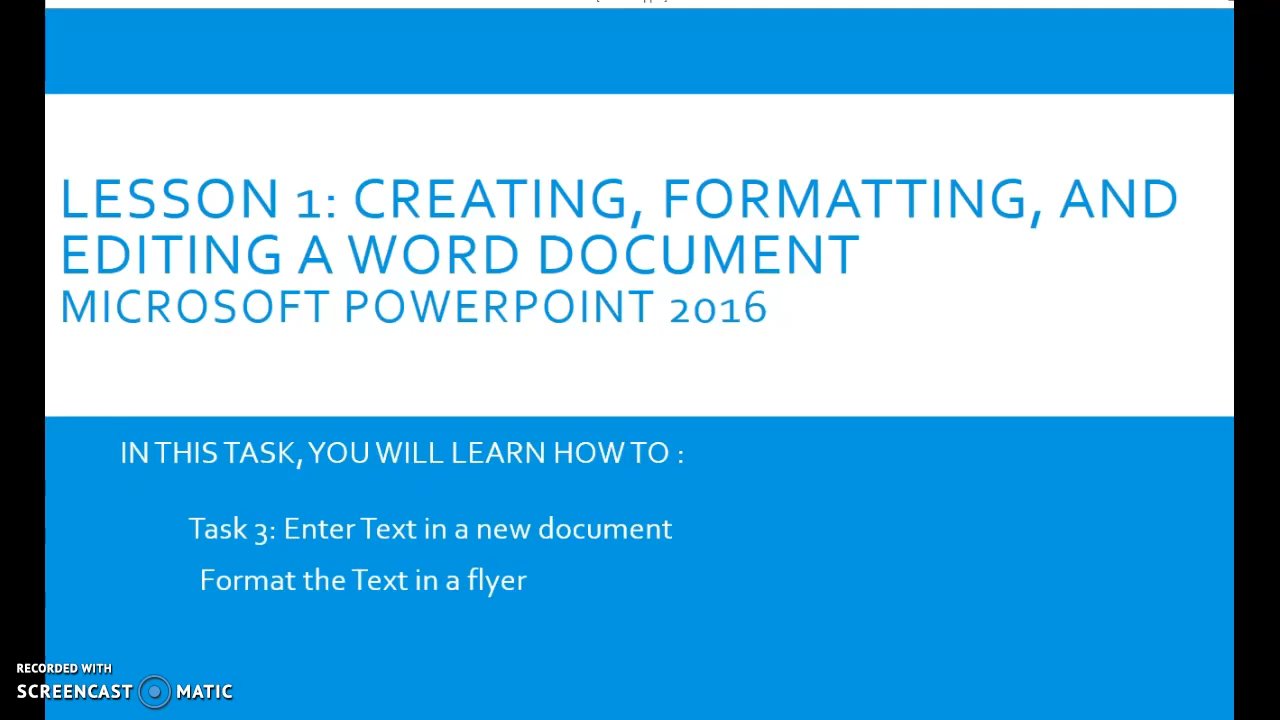 LESSON 1: CREATING, FORMATTING, AND
EDITING A WORD DOCUMENT
MICROSOFT POWERPOINT 2016
IN THIS TASK, YOU WILL LEARN HOW TO :
Task 3: Enter Text in a new document
Format the Text in a flyer
RECORDED WITH
SCREENCAST MATIC